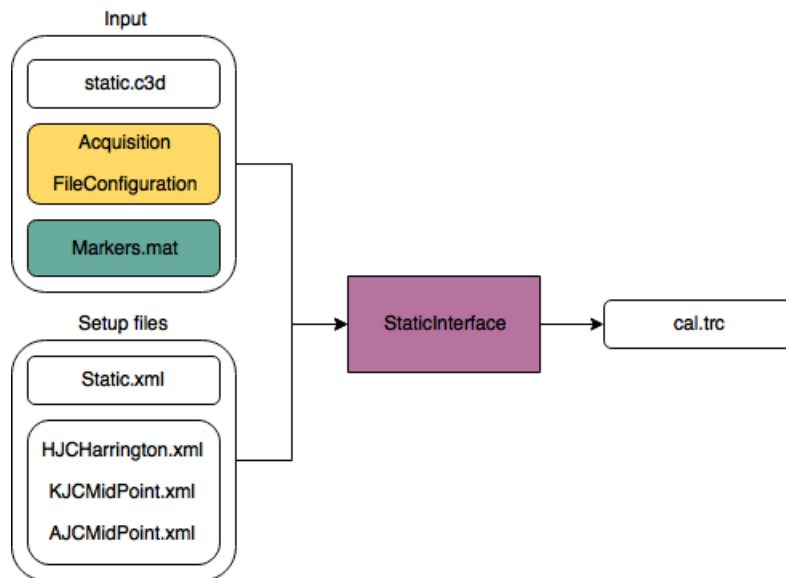 Input
static.c3d
Acquisition
FileConfiguration
Markers.mat
Setup files
Static.xml
HJCHarrington.xml
KJCMidPoint.xml
AJCMidPoint.xml
StaticInterface
cal.trc